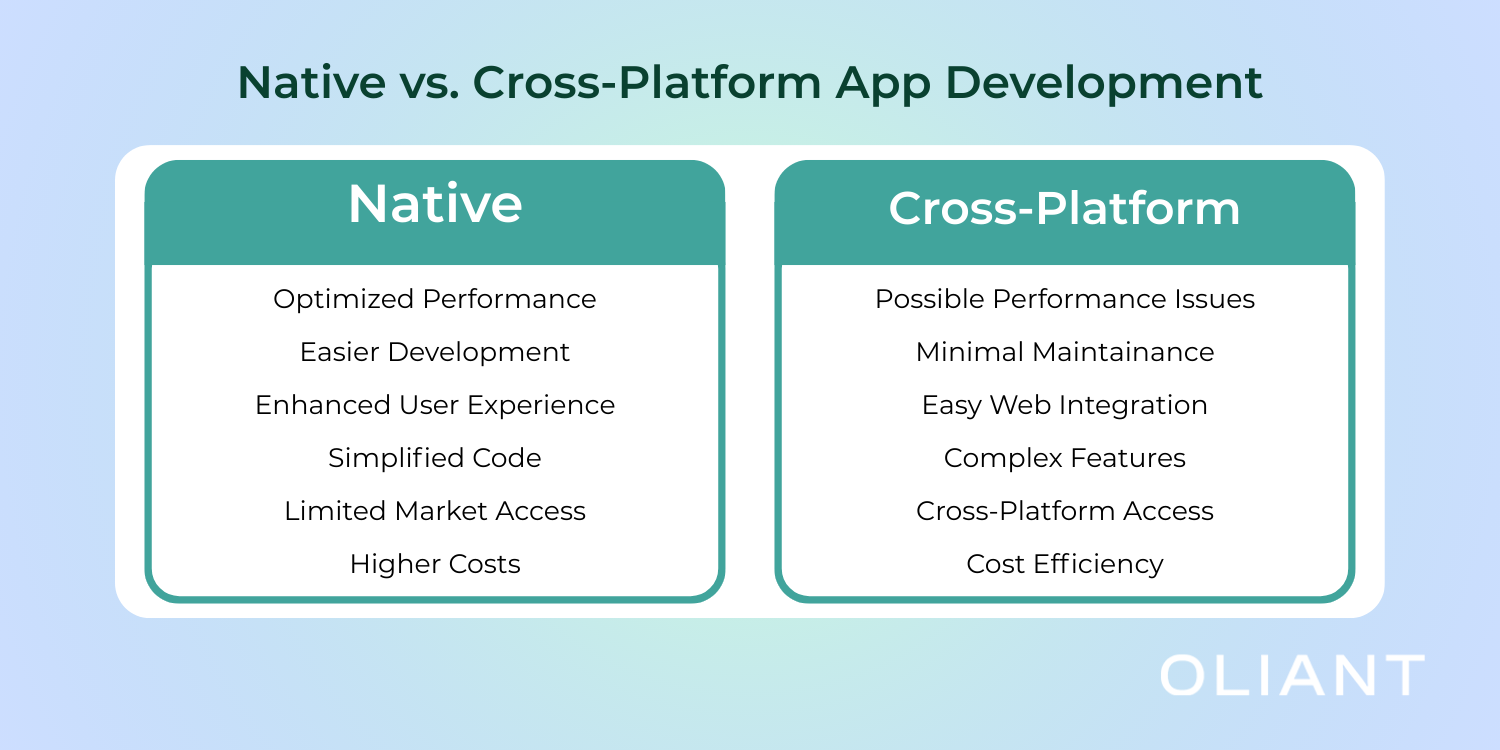 Native vs. Cross-Platform App Development
Native
Optimized Performance
Easier Development
Enhanced User Experience
Simplified Code
Limited Market Access
Higher Costs
Cross-Platform
Possible Performance Issues
Minimal Maintainance
Easy Web Integration
Complex Features
Cross-Platform Access
Cost Efficiency
OLIANT